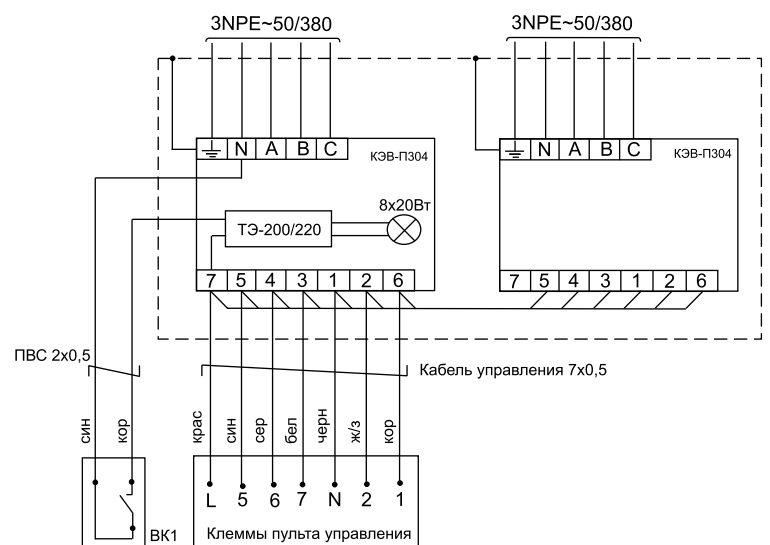 3NPE~50/380
3NPE~50/380
N A B C
КЭВ-П304
N A B C
КЭВ-П304
8х20Вт
ТЭ-200/220
7 5 4 3 1 2 6
7 5 4 3 1 2 6
ПВС 2х0,5
Кабель управления 7х0,5
син
кор
крас
син
сер
бел
черн
ж/з
кор
L 5 6 7 N 2 1
ВК1
Клеммы пульта управления